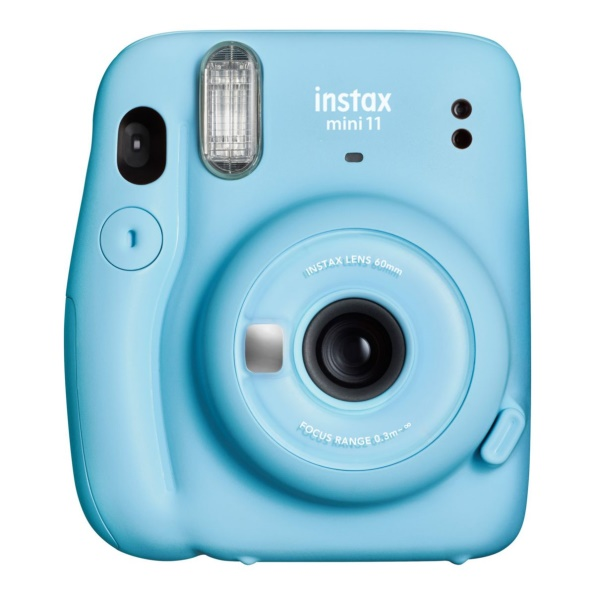 instax
mini 11
INSTAX LENS 60mm
FOCUS RANGE 0.3m~∞